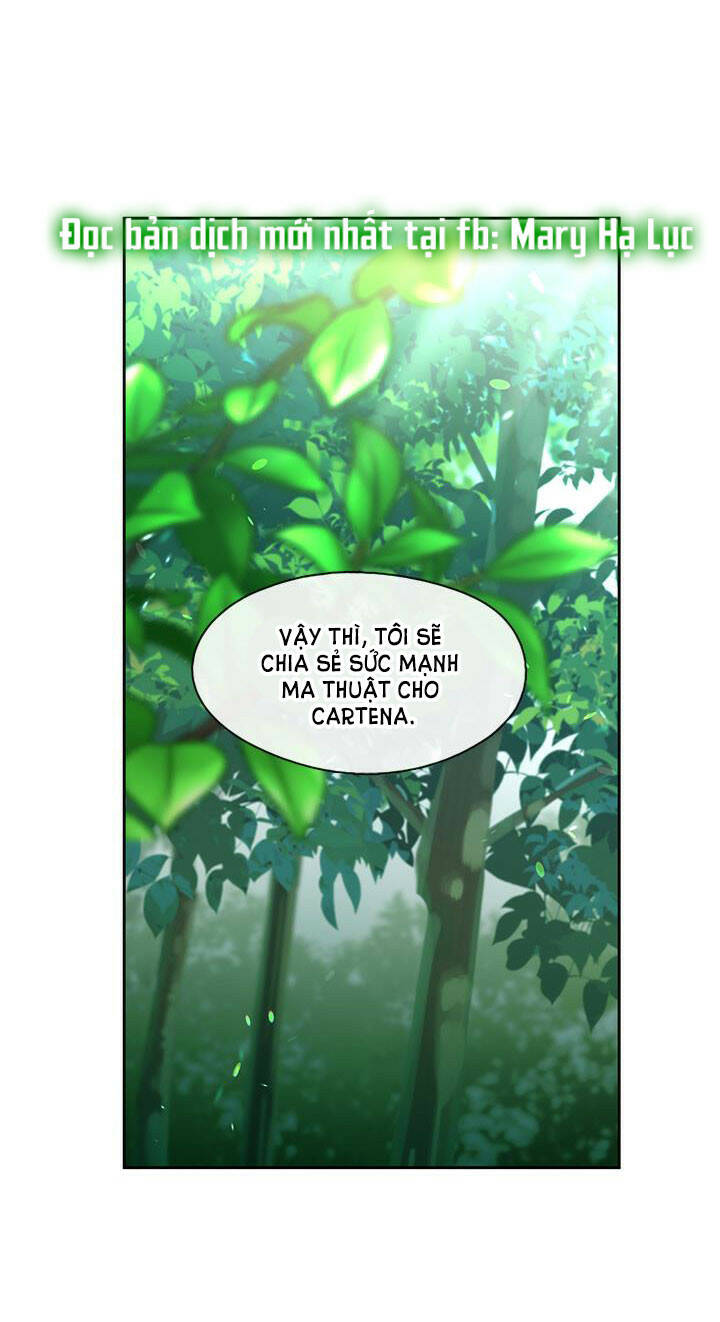 Đọc bản dịch mới nhất tại fb: Mary Hạ Lục
VẬY THÌ, TÔI SẼ
CHIA SẺ SỨC MẠNH
MA THUẬT CHO
CARTENA.